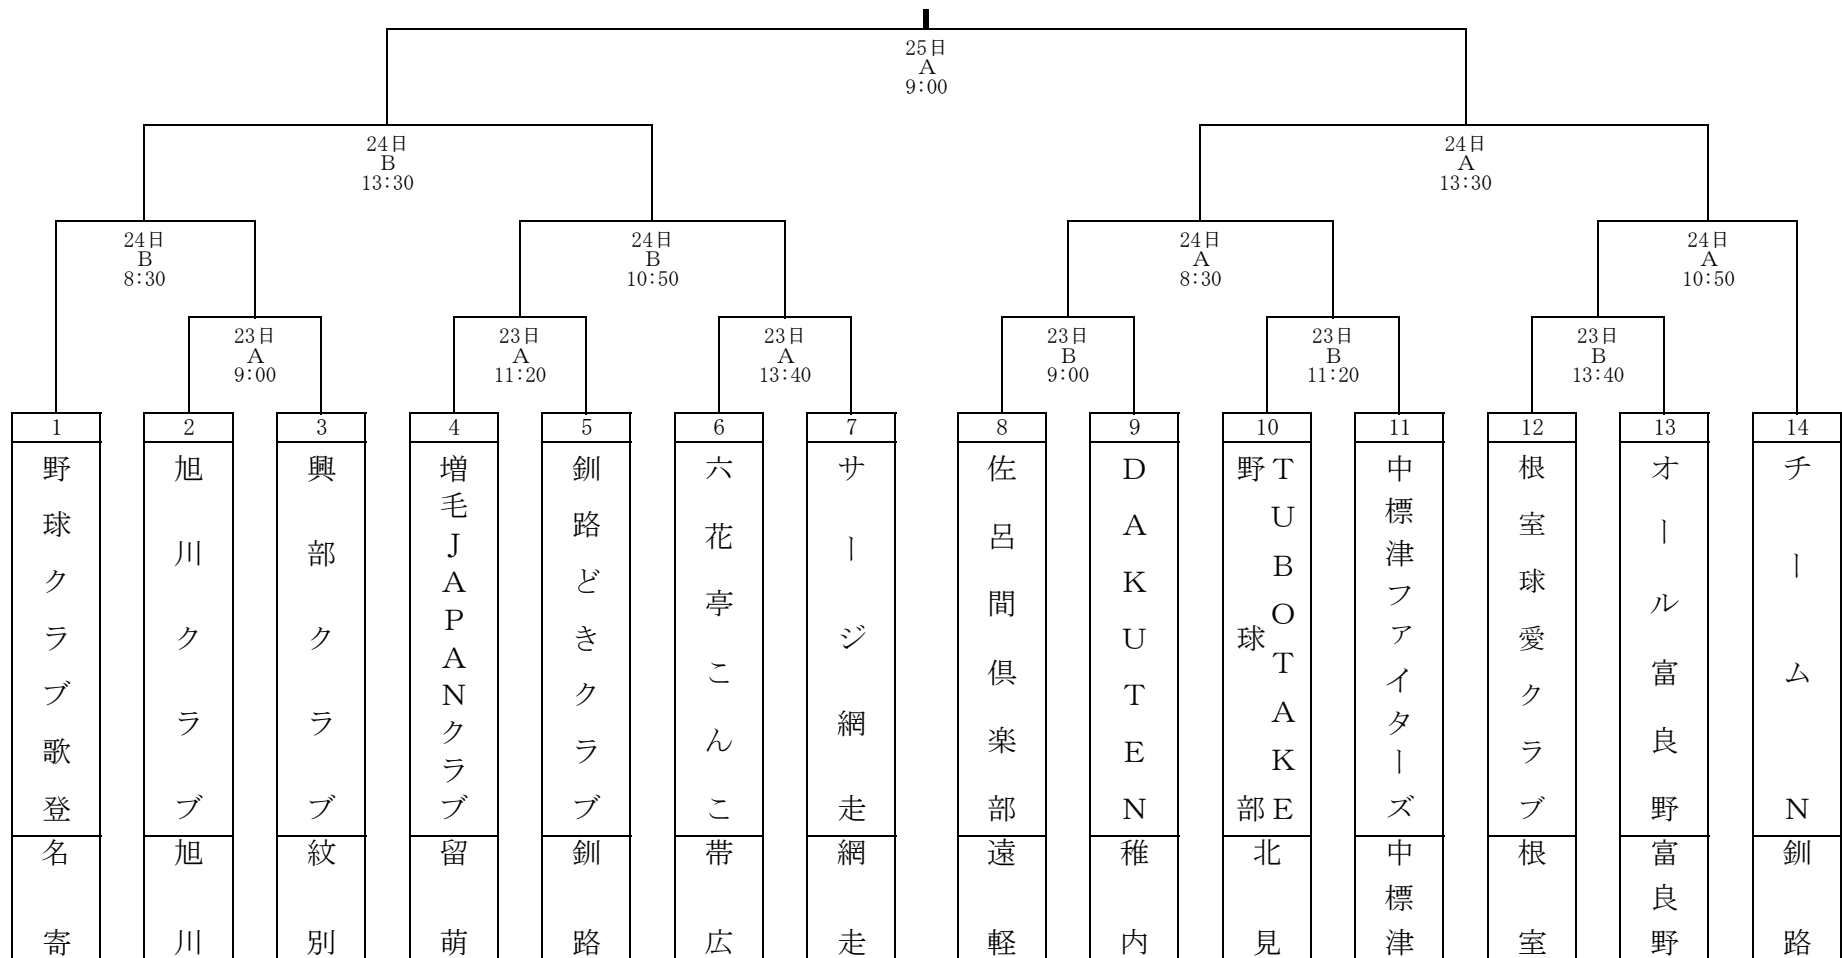 25日
A
9:00
24日
B
13:30
24日
A
13:30
24日
B
8:30
24日
B
10:50
24日
A
8:30
24日
A
10:50
23日
A
9:00
23日
A
11:20
23日
A
13:40
23日
B
9:00
23日
B
11:20
23日
B
13:40
1
野球クラブ歌登
名寄
2
旭川クラブ
旭川
3
興部クラブ
紋別
4
増毛JAPANクラブ
留萌
5
釧路どきクラブ
釧路
6
六花亭こんこ
帯広
7
サージ網走
網走
8
佐呂間倶楽部
遠軽
9
DAKUTEN
稚内
10
TUBOTAKE
野球部
北見
11
中標津ファイターズ
中標津
12
根室球愛クラブ
根室
13
オール富良野
富良野
14
チームN
釧路